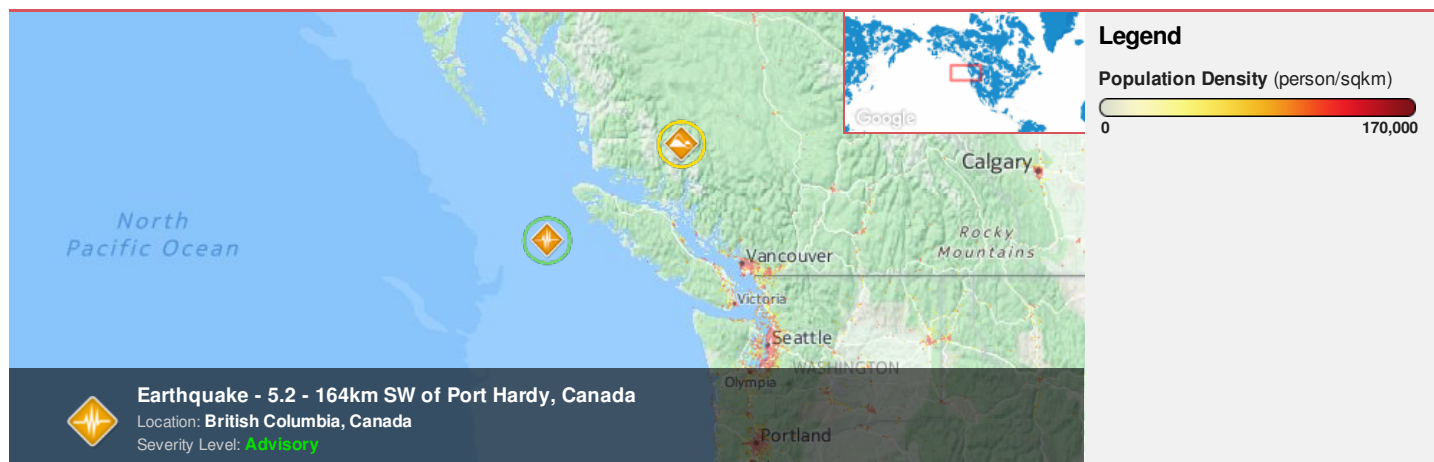 Google
Calgary
North
Pacific Ocean
Rocky
Mountains
Vancouver
Victoria
Seattle
WASHINGTON
Olympia
Portland
Earthquake - 5.2 - 164km SW of Port Hardy, Canada
Location: British Columbia, Canada
Severity Level: Advisory
Legend
Population Density (person/sqkm)
0 170,000